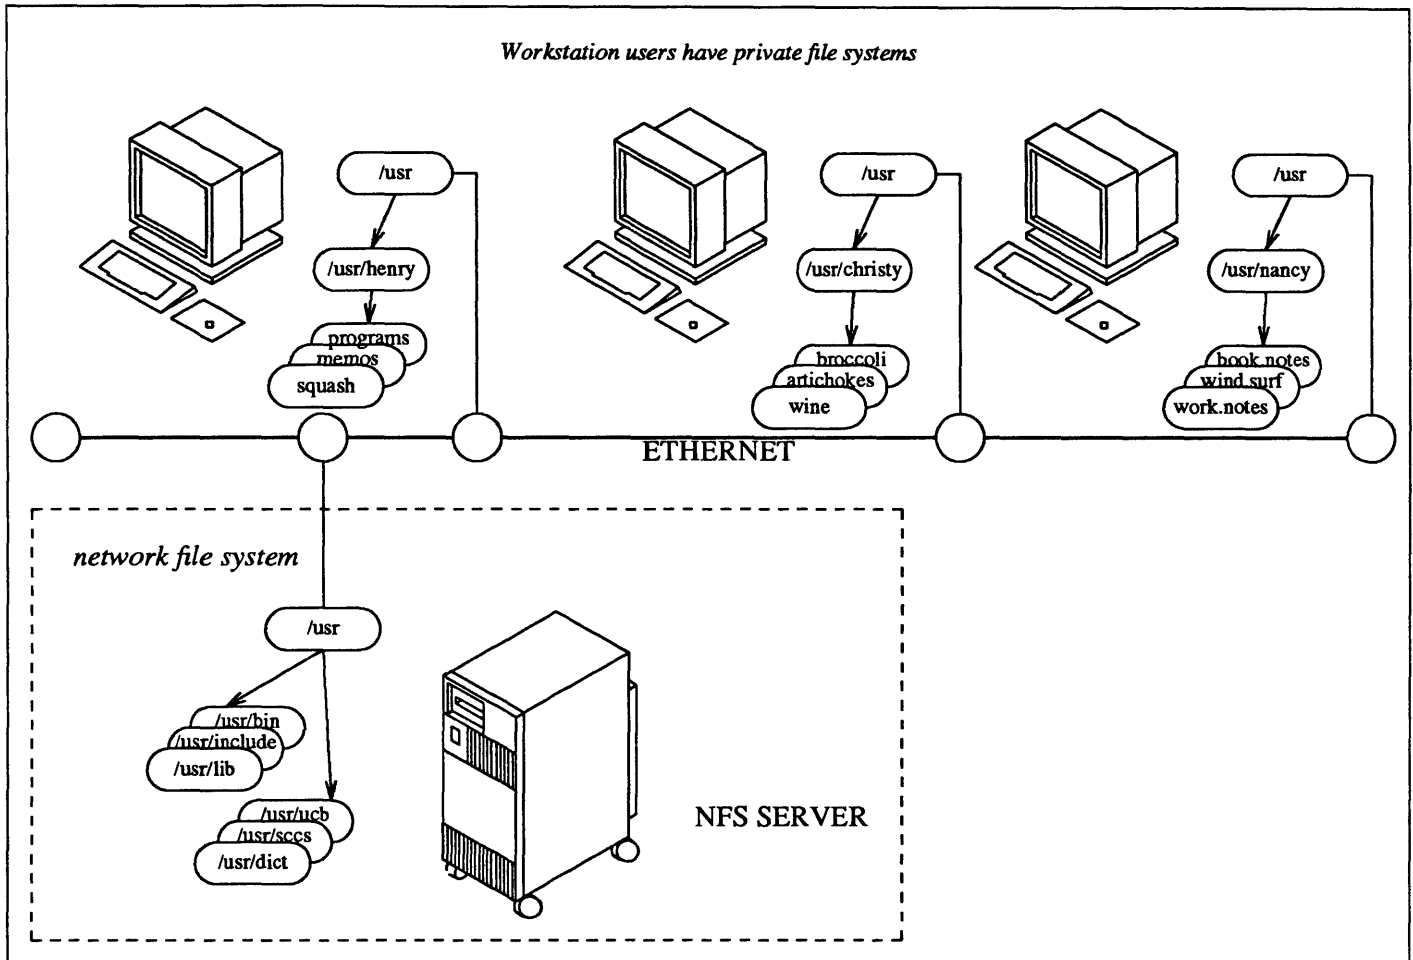 Workstation users have private file systems
/usr
/usr/henry
programs
memos
squash
/usr
/usr/christy
broccoli
artichokes
wine
/usr
/usr/nancy
book.notes
wind.surf
work.notes
ETHERNET
network file system
/usr
/usr/bin
/usr/include
/usr/lib
/usr/ucb
/usr/sccs
/usr/dict
NFS SERVER